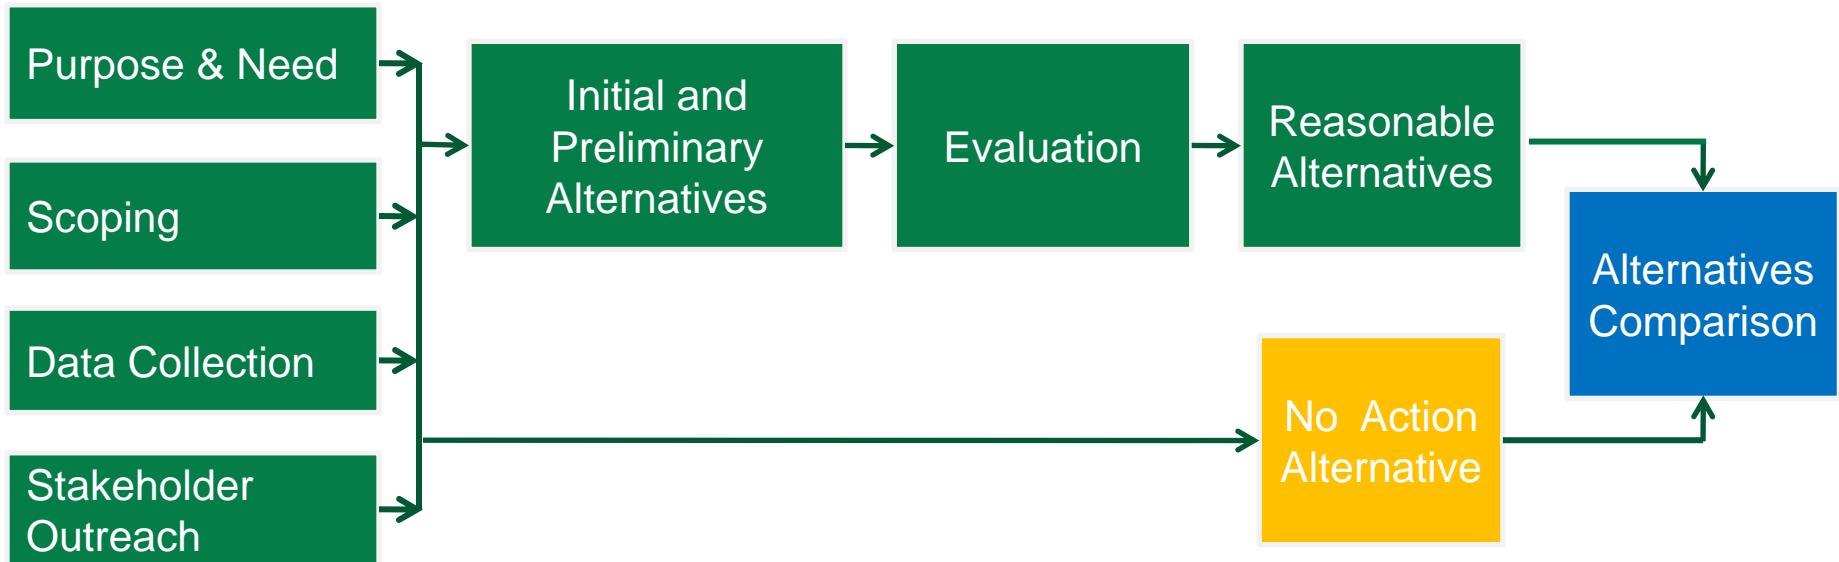 Purpose & Need
Scoping
Data Collection
Stakeholder
Outreach
Initial and
Preliminary
Alternatives
Evaluation
Reasonable
Alternatives
No Action
Alternative
Alternatives
Comparison